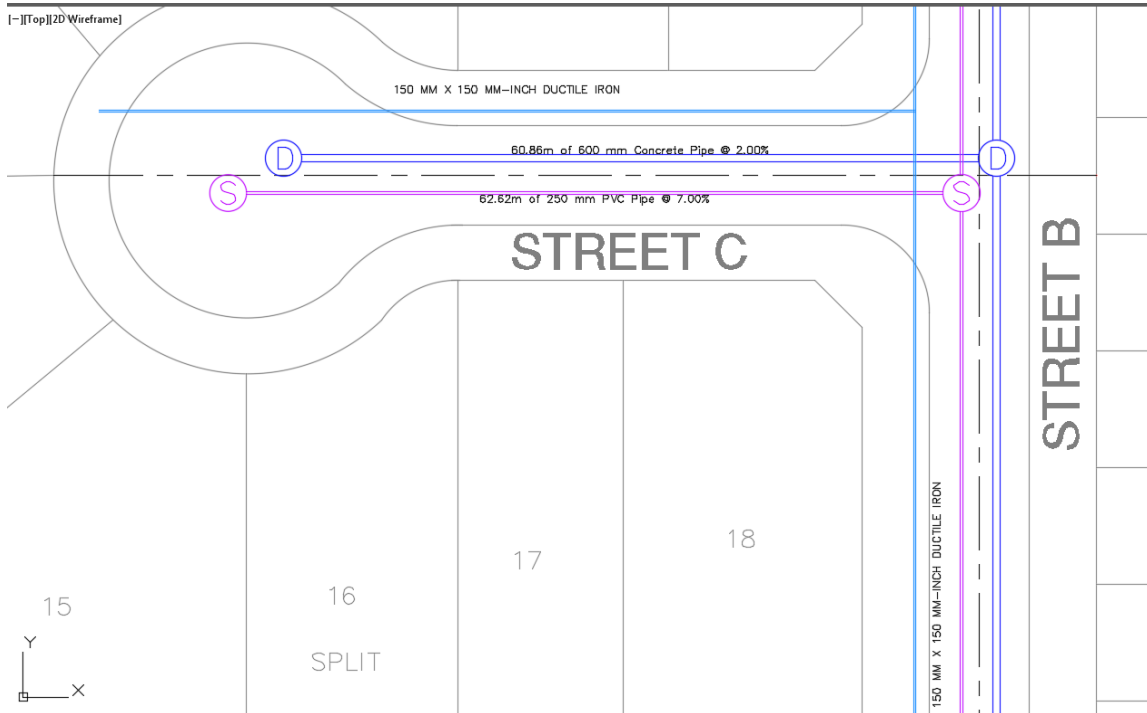 [−][Top][2D Wireframe]
150 MM X 150 MM-INCH DUCTILE IRON
60.86m of 600 mm Concrete Pipe @ 2.00%
D
D
S
S
62.62m of 250 mm PVC Pipe @ 7.00%
STREET C
STREET B
150 MM X 150 MM-INCH DUCTILE IRON
18
17
16
15
SPLIT
Y
X